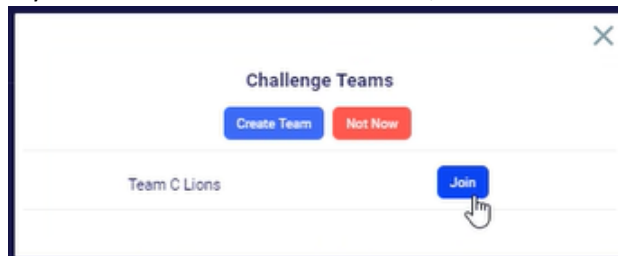 Challenge Teams
Create Team Not Now
Team C Lions Join